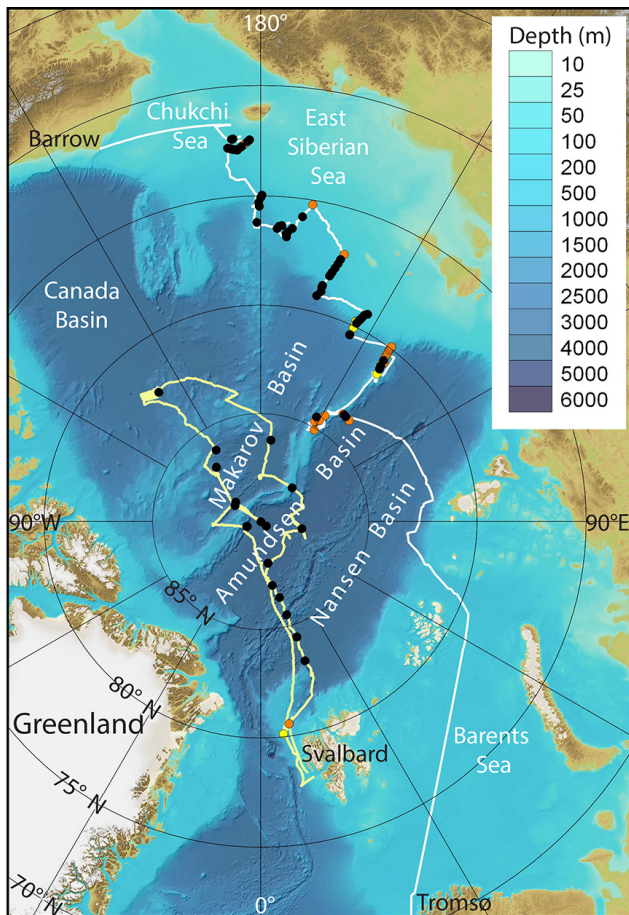 180°
Depth (m)
10
25
50
100
200
500
1000
1500
2000
2500
3000
4000
5000
6000
Chukchi
Sea
Barrow
East
Siberian
Sea
Canada
Basin
Makarov Basin
Amundsen Basin
Nansen Basin
90°W
90°E
85° N
80° N
75° N
70° N
Greenland
Svalbard
Barents
Sea
0°
Tromsø